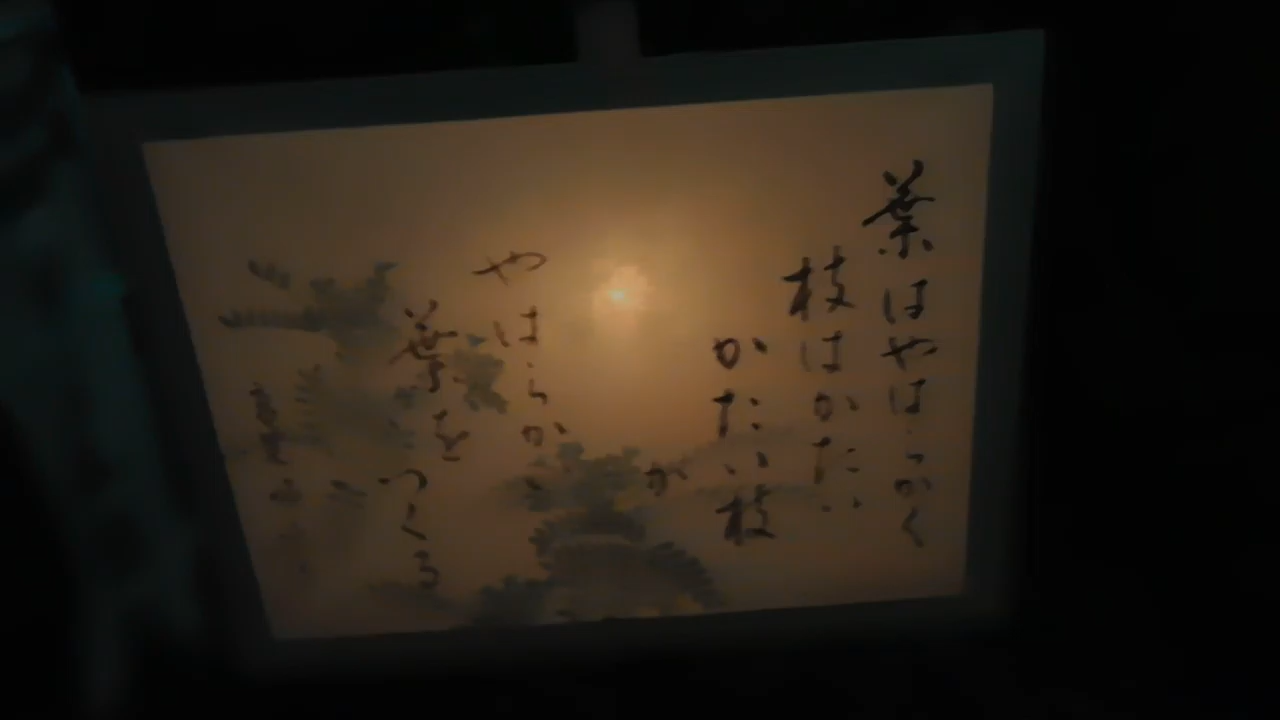 葉はやはらかく
枝はかたい
かたい枝
が
やはらかい
葉を
つくる